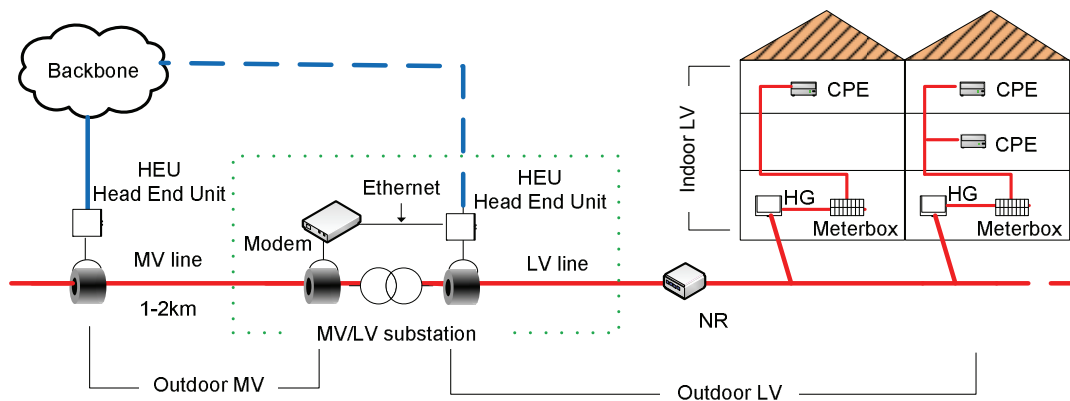 Backbone
HEU
Head End Unit
Ethernet
HEU
Head End Unit
Modem
MV line
1-2km
LV line
MV/LV substation
NR
Outdoor MV
Outdoor LV
Indoor LV
CPE
CPE
CPE
HG
Meterbox
HG
Meterbox